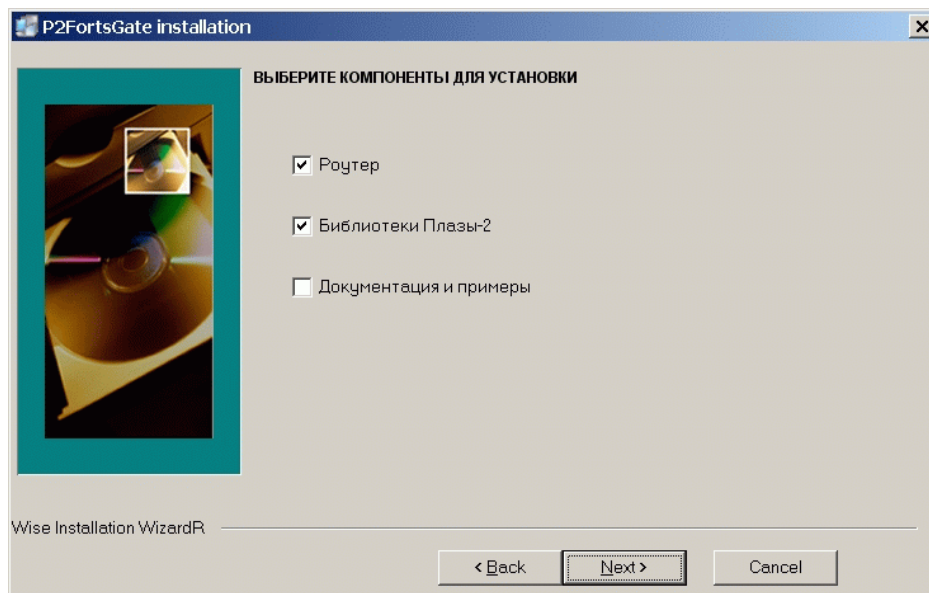 P2FortsGate installation
ВЫБЕРИТЕ КОМПОНЕНТЫ ДЛЯ УСТАНОВКИ
Роутер
Библиотеки Плазы-2
Документация и примеры
Wise Installation WizardR
< Back
Next >
Cancel